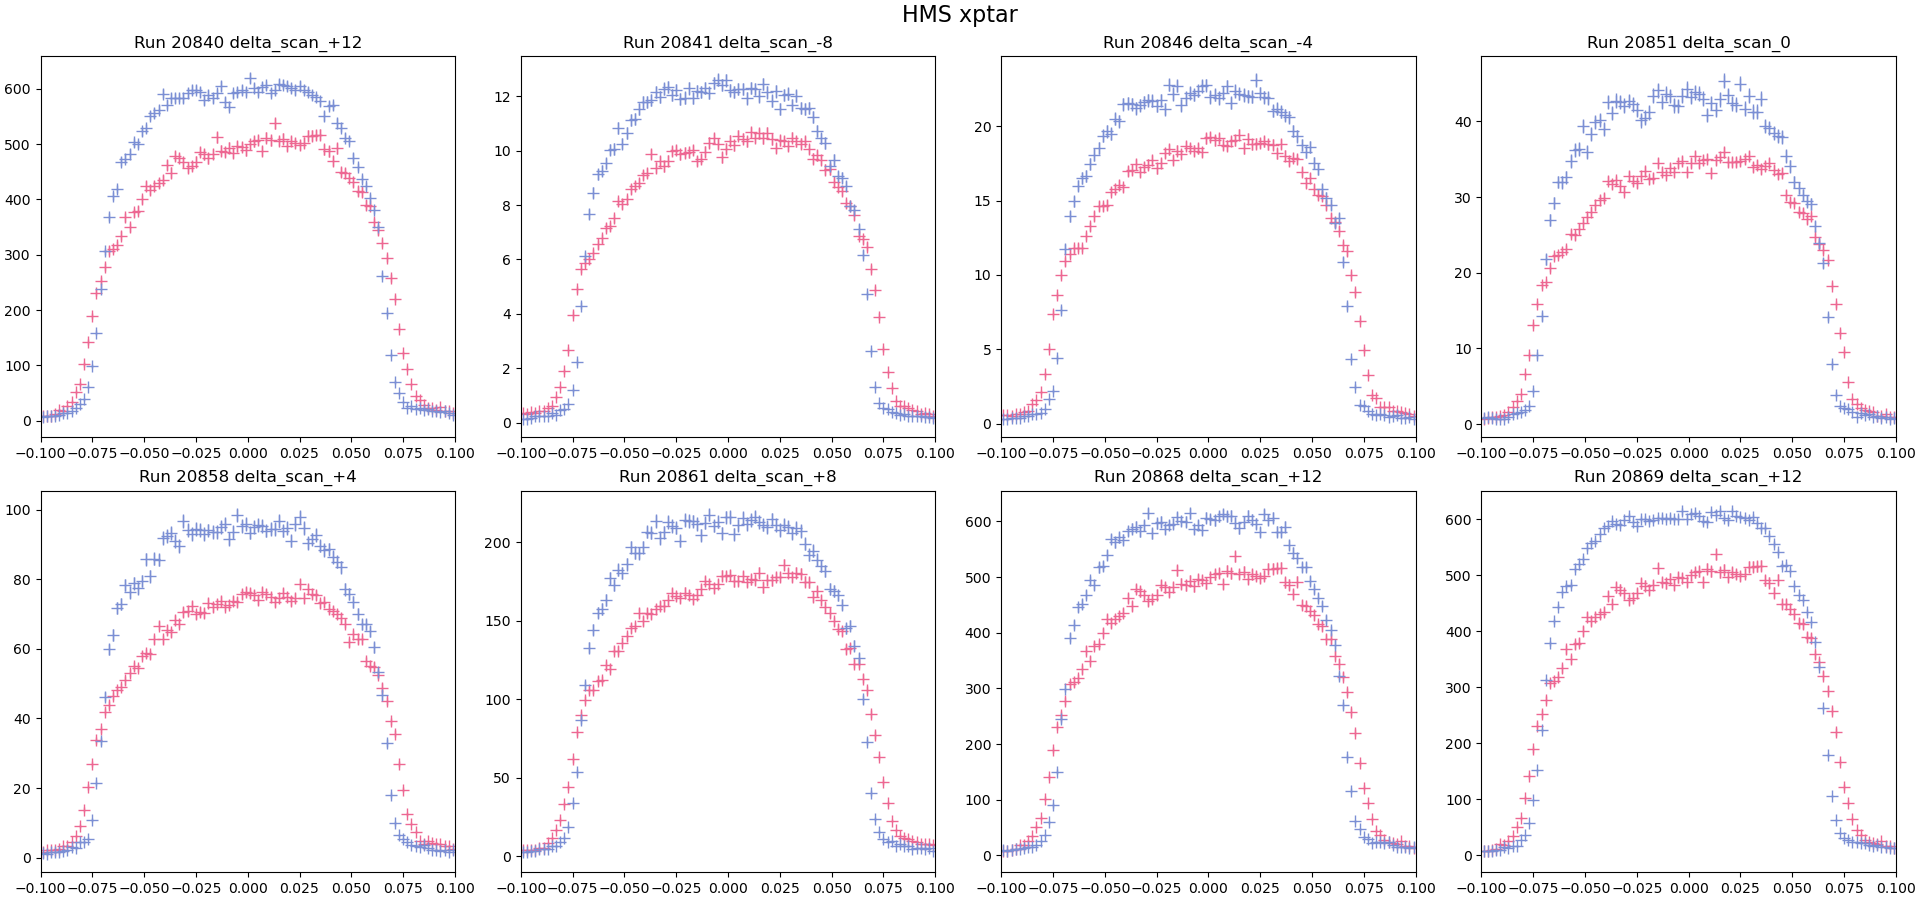 HMS xptar
Run 20840 delta_scan_+12
Run 20841 delta_scan_-8
Run 20846 delta_scan_-4
Run 20851 delta_scan_0
600
500
400
300
200
100
0
12
10
8
6
4
2
0
20
15
10
5
0
40
30
20
10
0
−0.100 −0.075 −0.050 −0.025 0.000 0.025 0.050 0.075 0.100
−0.100 −0.075 −0.050 −0.025 0.000 0.025 0.050 0.075 0.100
−0.100 −0.075 −0.050 −0.025 0.000 0.025 0.050 0.075 0.100
−0.100 −0.075 −0.050 −0.025 0.000 0.025 0.050 0.075 0.100
Run 20858 delta_scan_+4
Run 20861 delta_scan_+8
Run 20868 delta_scan_+12
Run 20869 delta_scan_+12
100
80
60
40
20
0
200
150
100
50
0
600
500
400
300
200
100
0
600
500
400
300
200
100
0
−0.100 −0.075 −0.050 −0.025 0.000 0.025 0.050 0.075 0.100
−0.100 −0.075 −0.050 −0.025 0.000 0.025 0.050 0.075 0.100
−0.100 −0.075 −0.050 −0.025 0.000 0.025 0.050 0.075 0.100
−0.100 −0.075 −0.050 −0.025 0.000 0.025 0.050 0.075 0.100